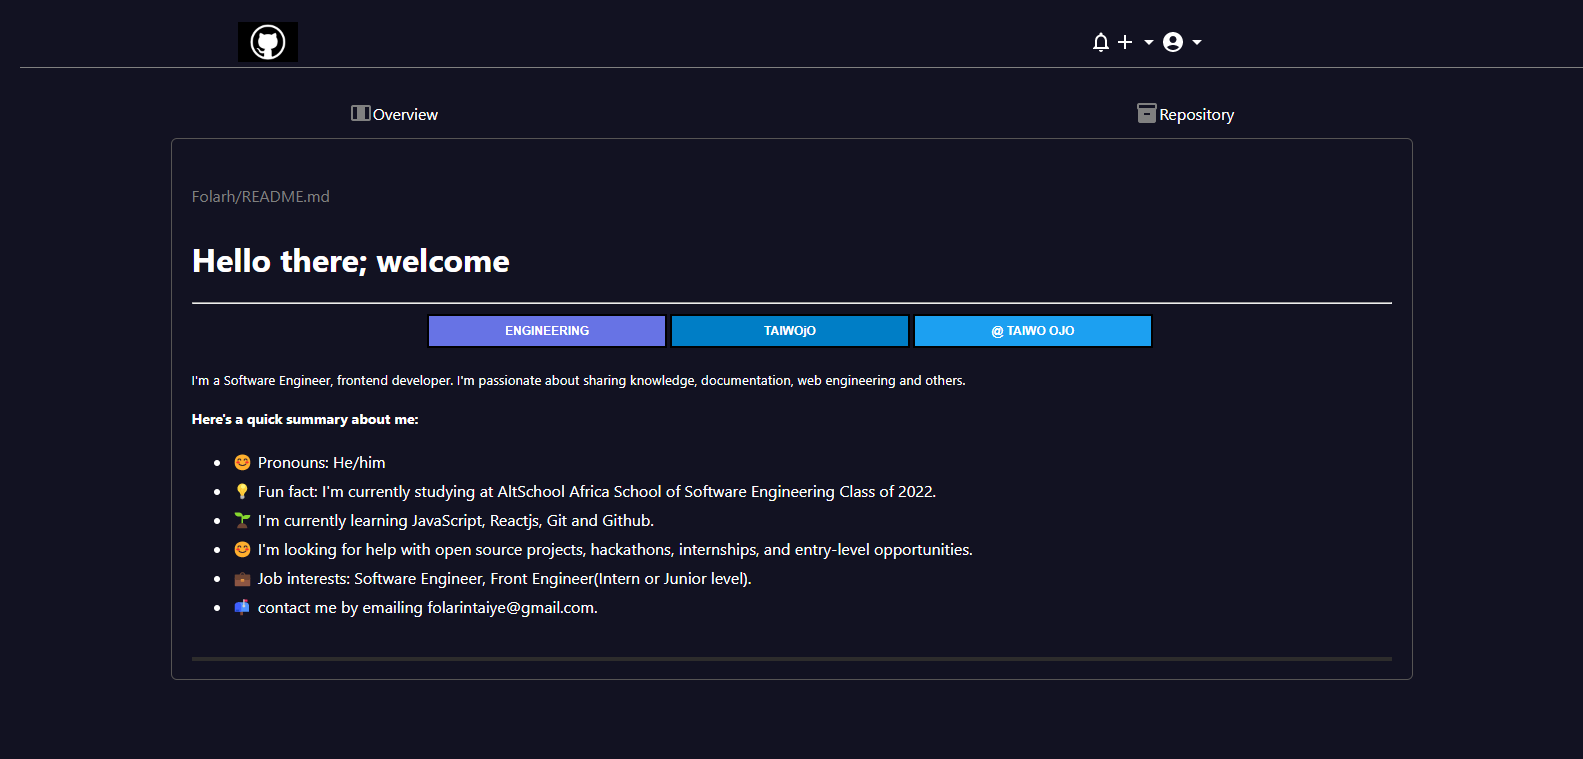 Overview
Repository
Folarh/README.md
Hello there; welcome
ENGINEERING
TAIWOjO
@ TAIWO OJO
I'm a Software Engineer, frontend developer. I'm passionate about sharing knowledge, documentation, web engineering and others.
Here's a quick summary about me:
😊 Pronouns: He/him
💡 Fun fact: I'm currently studying at AltSchool Africa School of Software Engineering Class of 2022.
🌱 I'm currently learning JavaScript, Reactjs, Git and Github.
😊 I'm looking for help with open source projects, hackathons, internships, and entry-level opportunities.
💼 Job interests: Software Engineer, Front Engineer(Intern or Junior level).
📫 contact me by emailing folarintaiye@gmail.com.